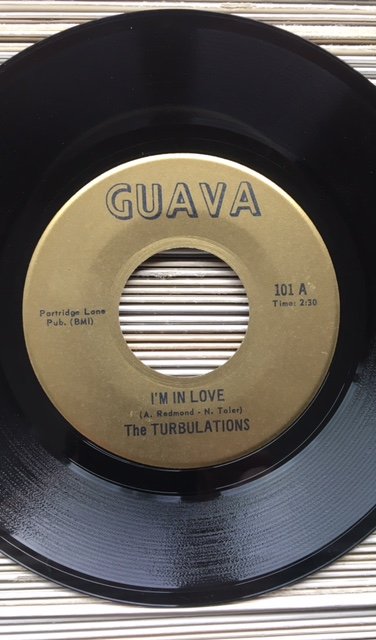 GUAVA
Partridge Lane
Pub. (BMI)
101 A
Time: 2:30
I'M IN LOVE
(A. Redmond - N. Toler)
The TURBULATIONS